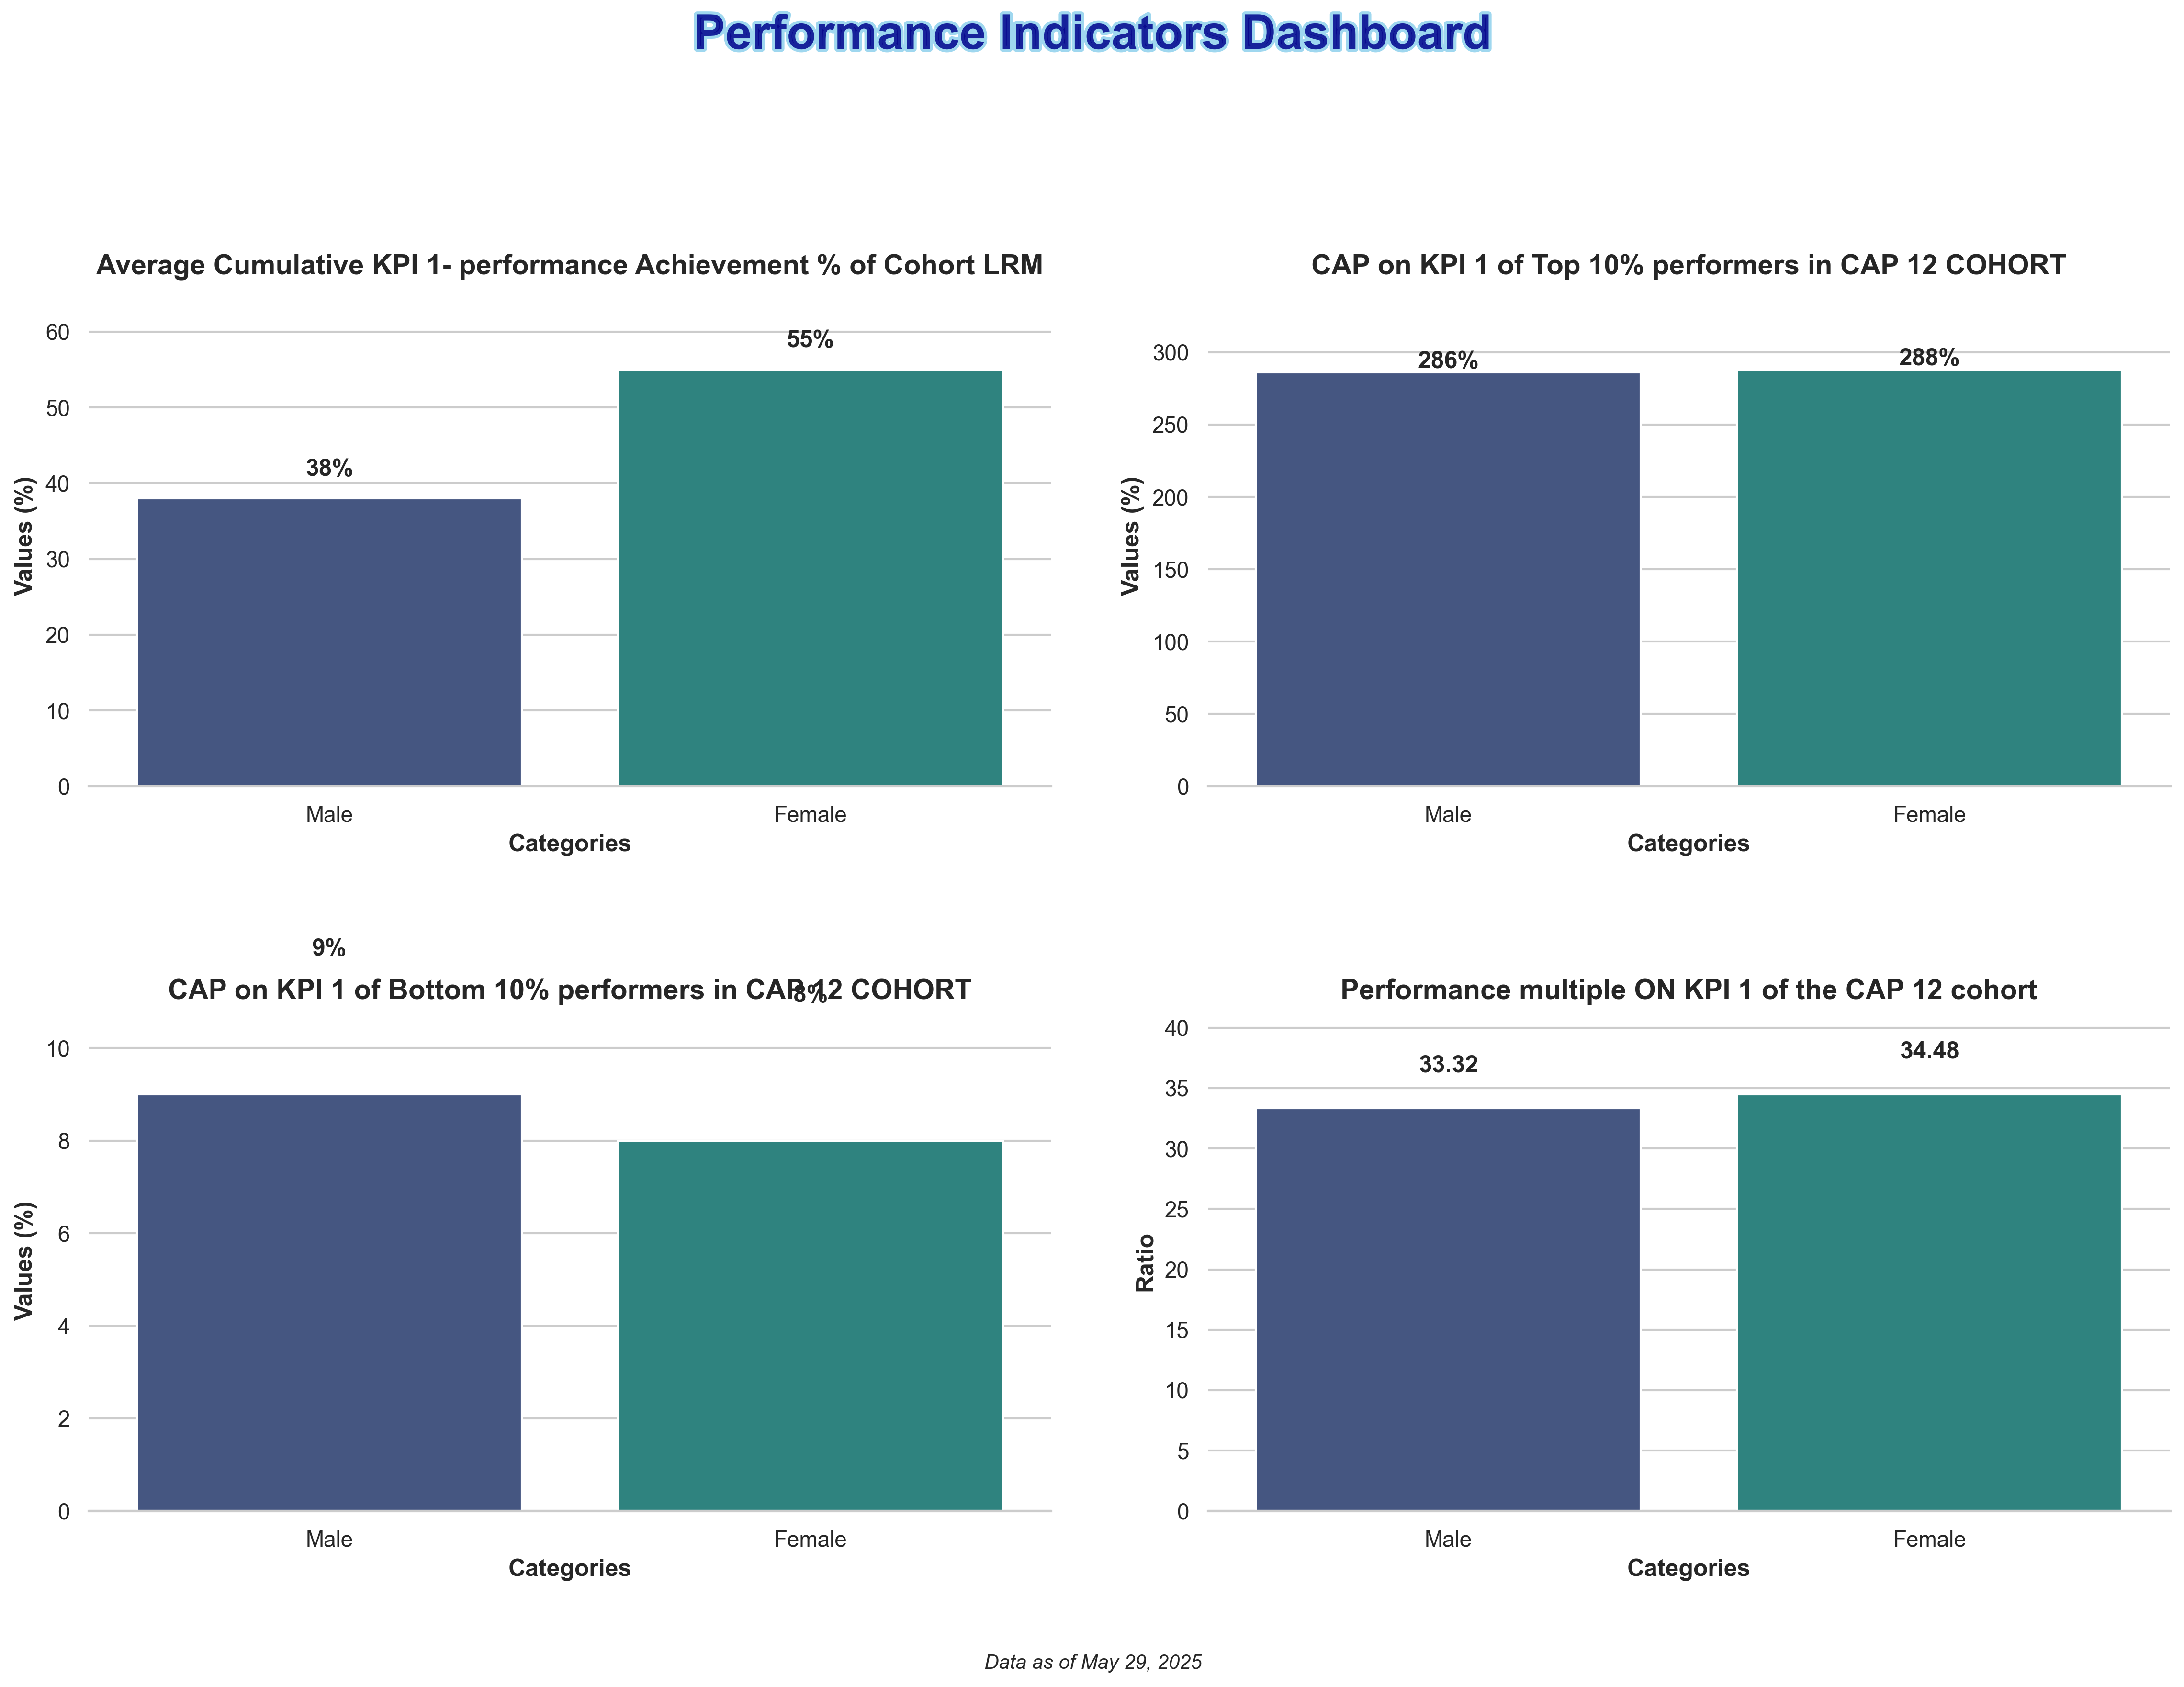 Performance Indicators Dashboard
Average Cumulative KPI 1- performance Achievement % of Cohort LRM
60
50
40
30
20
10
0
Values (%)
38%
55%
Male
Female
Categories
CAP on KPI 1 of Top 10% performers in CAP 12 COHORT
300
250
200
150
100
50
0
Values (%)
286%
288%
Male
Female
Categories
9%
8%
CAP on KPI 1 of Bottom 10% performers in CAP 12 COHORT
10
8
6
4
2
0
Values (%)
Male
Female
Categories
Performance multiple ON KPI 1 of the CAP 12 cohort
40
35
30
25
20
15
10
5
0
Ratio
33.32
34.48
Male
Female
Categories
Data as of May 29, 2025